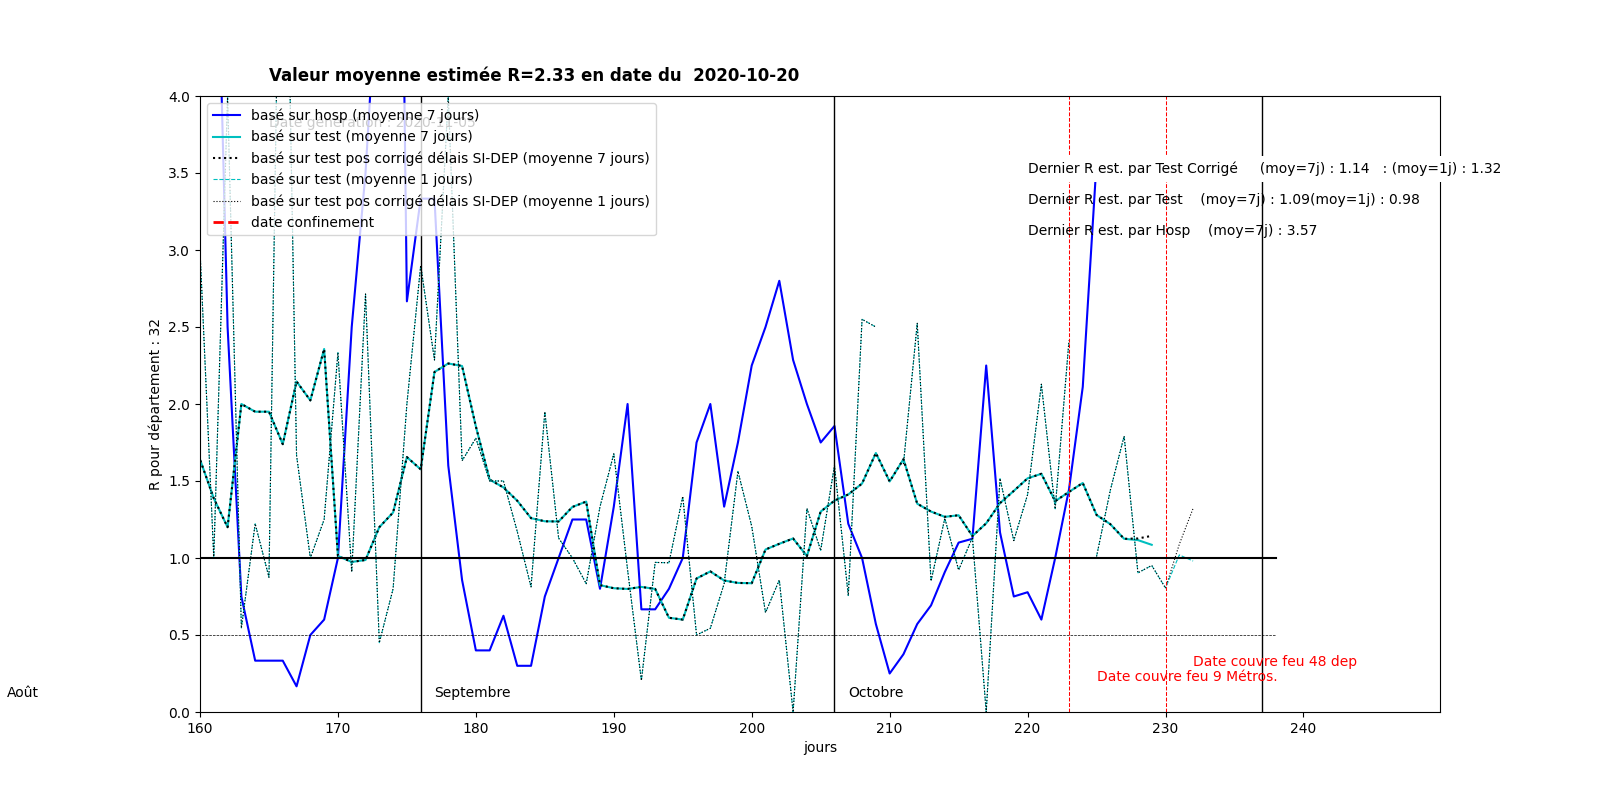 Valeur moyenne estimée R=2.33 en date du  2020-10-20
4.0
3.5
3.0
2.5
2.0
1.5
1.0
0.5
0.0
R pour département : 32
basé sur hosp (moyenne 7 jours)
basé sur test (moyenne 7 jours)
basé sur test pos corrigé délais SI-DEP (moyenne 7 jours)
basé sur test (moyenne 1 jours)
basé sur test pos corrigé délais SI-DEP (moyenne 1 jours)
date confinement
Dernier R est. par Test Corrigé     (moy=7j) : 1.14   : (moy=1j) : 1.32
Dernier R est. par Test    (moy=7j) : 1.09(moy=1j) : 0.98
Dernier R est. par Hosp    (moy=7j) : 3.57
Date couvre feu 48 dep
Date couvre feu 9 Métros.
Août
Septembre
Octobre
160 170 180 190 200 210 220 230 240
jours